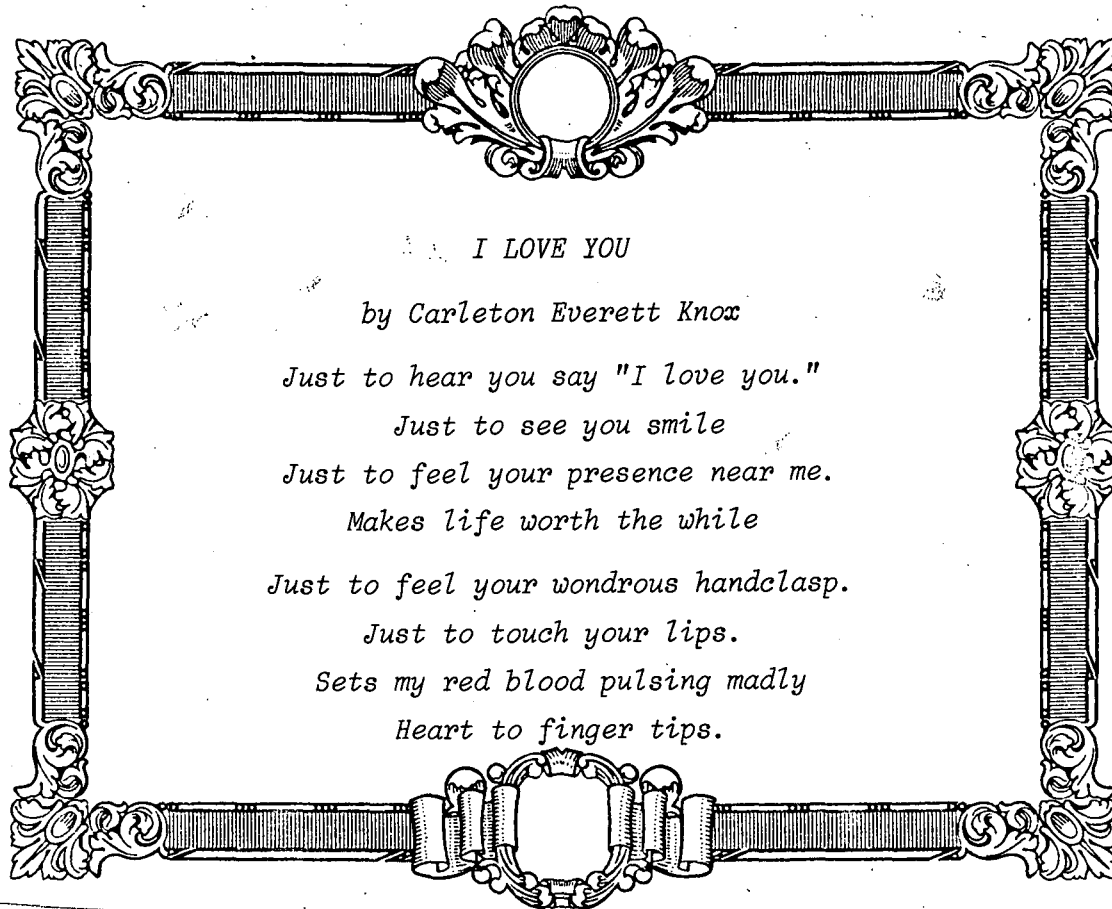 I LOVE YOU
by Carleton Everett Knox
Just to hear you say "I love you."
Just to see you smile
Just to feel your presence near me.
Makes life worth the while
Just to feel your wondrous handclasp.
Just to touch your lips.
Sets my red blood pulsing madly
Heart to finger tips.